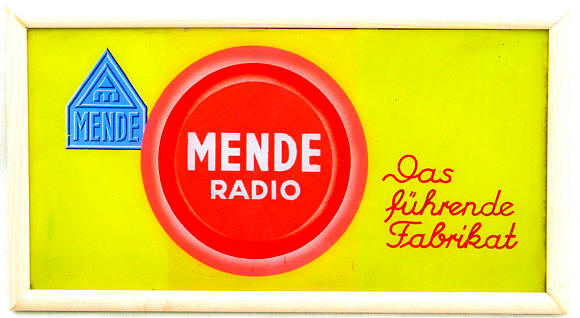 MENDE
MENDE
RADIO
Das
führende
Fabrikat